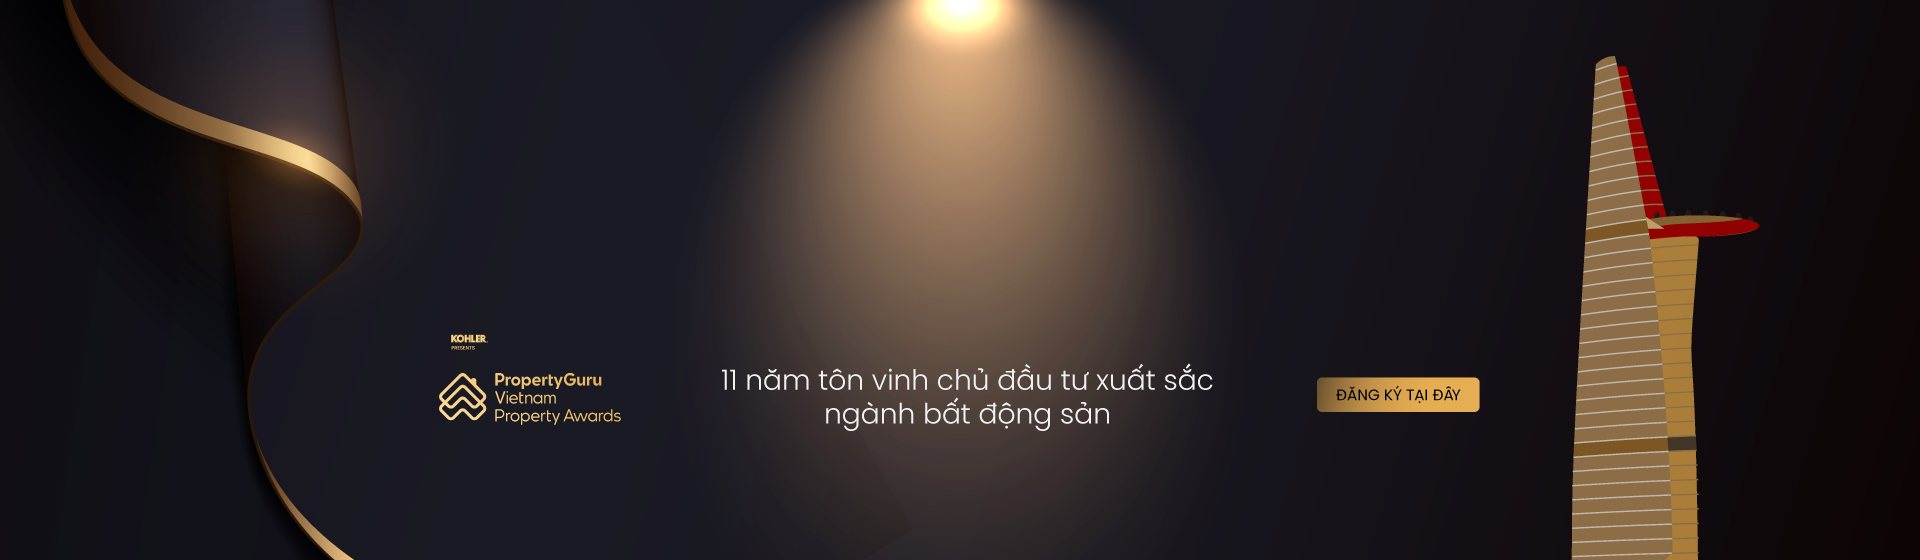 KOHLER.
PRESENTS
PropertyGuru
Vietnam
Property Awards
11 năm tôn vinh chủ đầu tư xuất sắc
ngành bất động sản
ĐĂNG KÝ TẠI ĐÂY